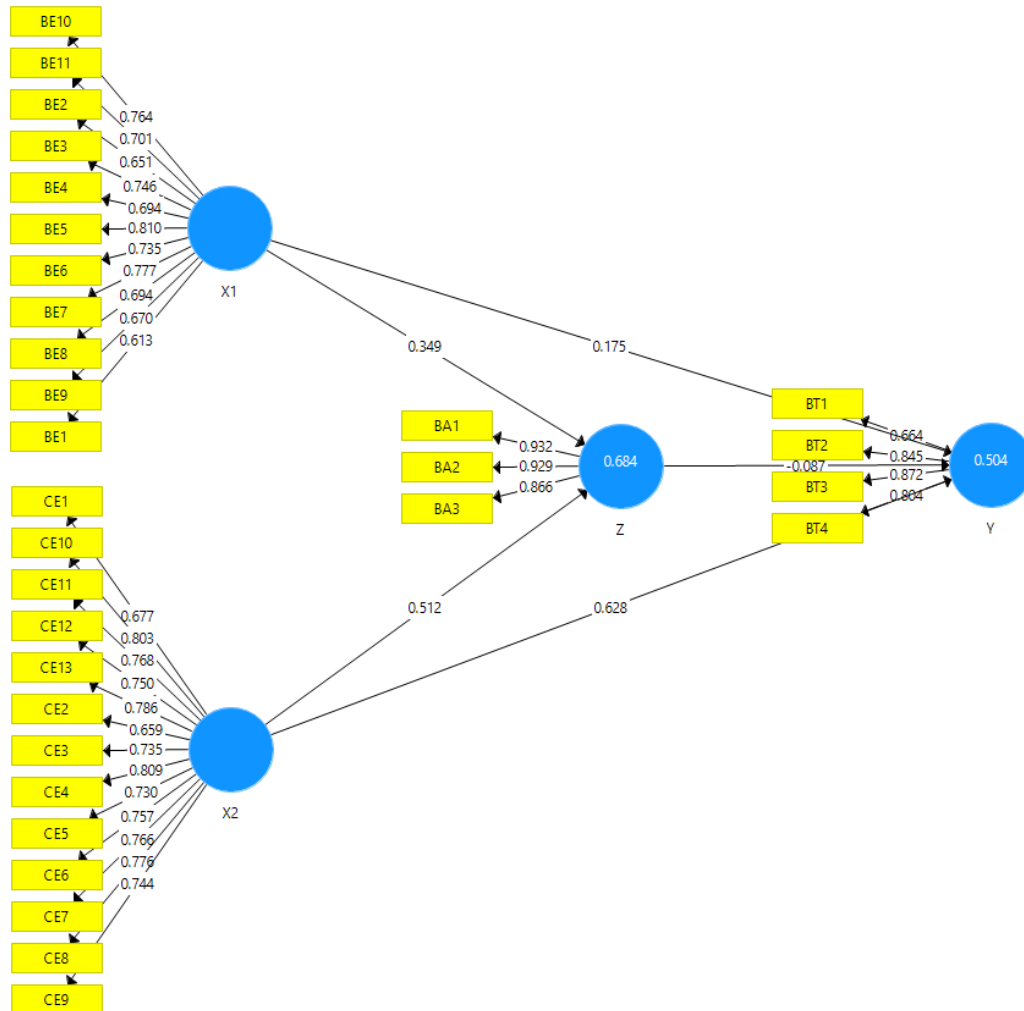 BE10
BE11
BE2
BE3
BE4
BE5
BE6
BE7
BE8
BE9
BE1
0.764
0.701
0.651
0.746
0.694
0.810
0.735
0.777
0.694
0.670
0.613
X1
0.349
0.175
BA1
BA2
BA3
0.932
0.929
0.866
0.684
Z
BT1
BT2
BT3
BT4
-0.087
0.664
0.845
0.872
0.804
0.504
Y
CE1
CE10
CE11
CE12
CE13
CE2
CE3
CE4
CE5
CE6
CE7
CE8
CE9
0.677
0.803
0.768
0.750
0.786
0.659
0.735
0.809
0.730
0.757
0.766
0.776
0.744
X2
0.512
0.628